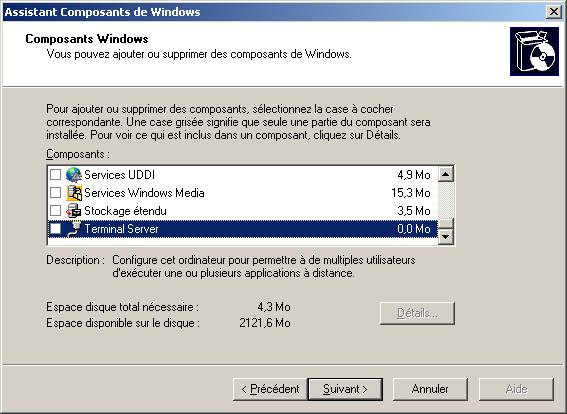 Assistant Composants de Windows
Composants Windows
Vous pouvez ajouter ou supprimer des composants de Windows.
Pour ajouter ou supprimer des composants, sélectionnez la case à cocher
correspondante. Une case grisée signifie que seule une partie du composant sera
installée. Pour voir ce qui est inclus dans un composant, cliquez sur Détails.
Composants :
Services UDDI 4,9 Mo
Services Windows Media 15,3 Mo
Stockage étendu 3,5 Mo
Terminal Server 0,0 Mo
Description : Configure cet ordinateur pour permettre à de multiples utilisateurs
d'exécuter une ou plusieurs applications à distance.
Espace disque total nécessaire : 4,3 Mo
Espace disponible sur le disque : 2121,6 Mo
Détails...
< Précédent Suivant > Annuler Aide